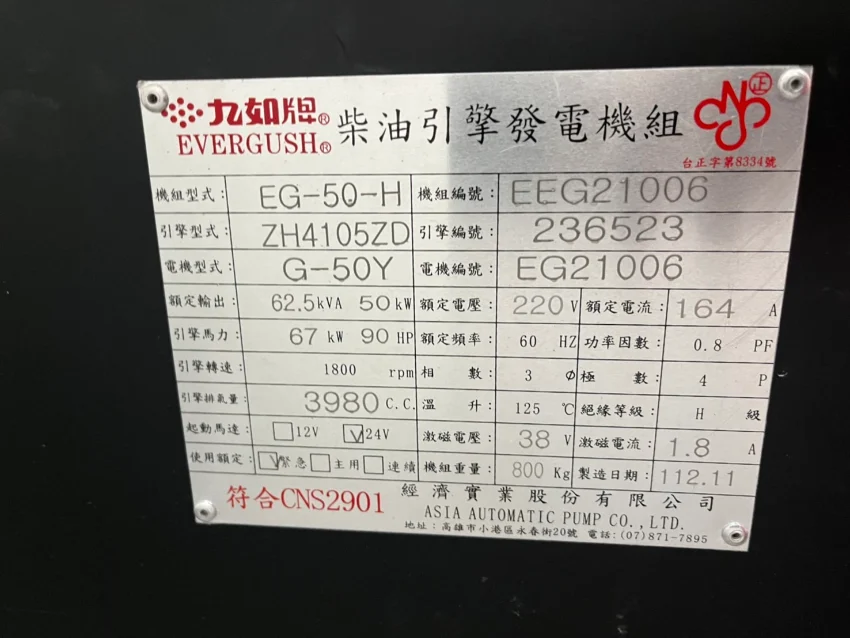 九如牌® 柴油引擎發電機組 正
EVERGUSH®
台正字第8334號
機組型式: EG-50-H 機組編號: EEG21006
引擎型式: ZH4105ZD 引擎編號: 236523
電機型式: G-50Y 電機編號: EG21006
額定輸出: 62.5kVA 50kW 額定電壓: 220 V 額定電流: 164 A
引擎馬力: 67 kW 90 HP 額定頻率: 60 HZ 功率因數: 0.8 PF
引擎轉速: 1800 rpm 相數: 3 Ø 極數: 4 P
引擎排氣量: 3980 C.C. 溫升: 125 ℃ 絕緣等級: H 級
起動馬達: □12V ☑24V 激磁電壓: 38 V 激磁電流: 1.8 A
使用額定: ☑緊急 □主用 □連續 機組重量: 800 Kg 製造日期: 112.11
符合CNS2901 經濟實業股份有限公司
ASIA AUTOMATIC PUMP CO.,LTD.
地址:高雄市小港區永春街20號 電話:(07)871-7895